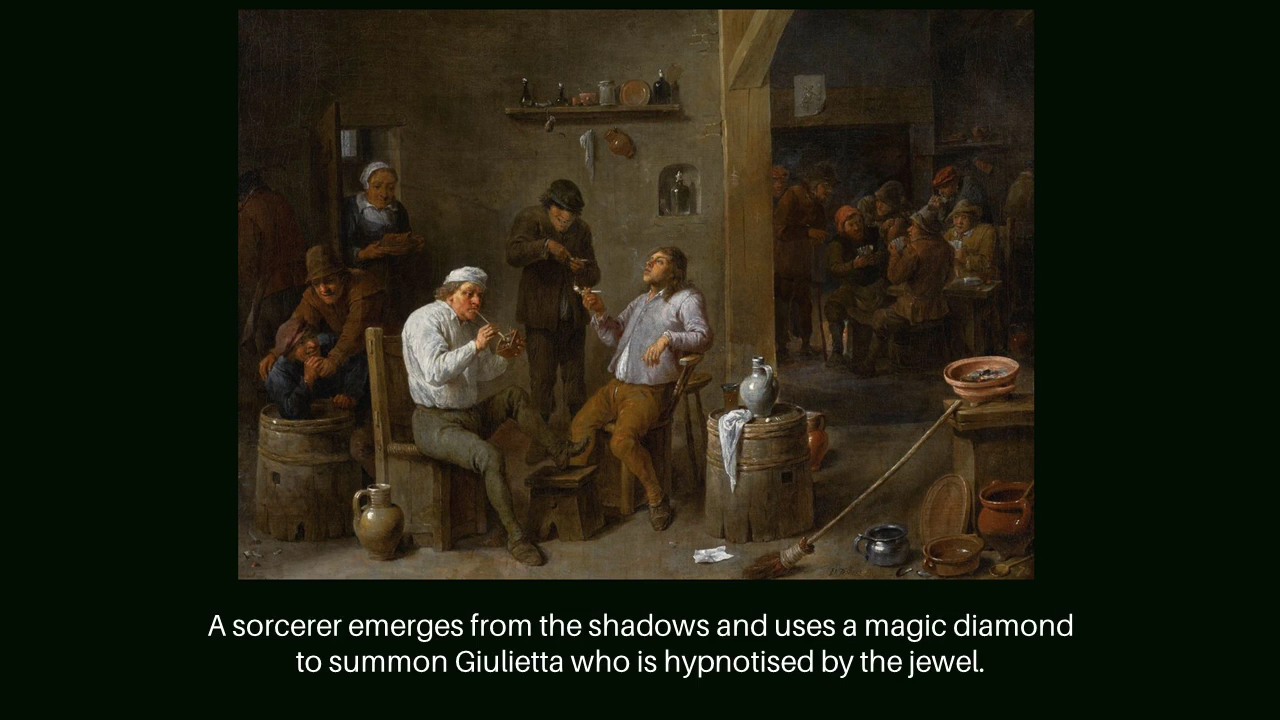 A sorcerer emerges from the shadows and uses a magic diamond
to summon Giulietta who is hypnotised by the jewel.